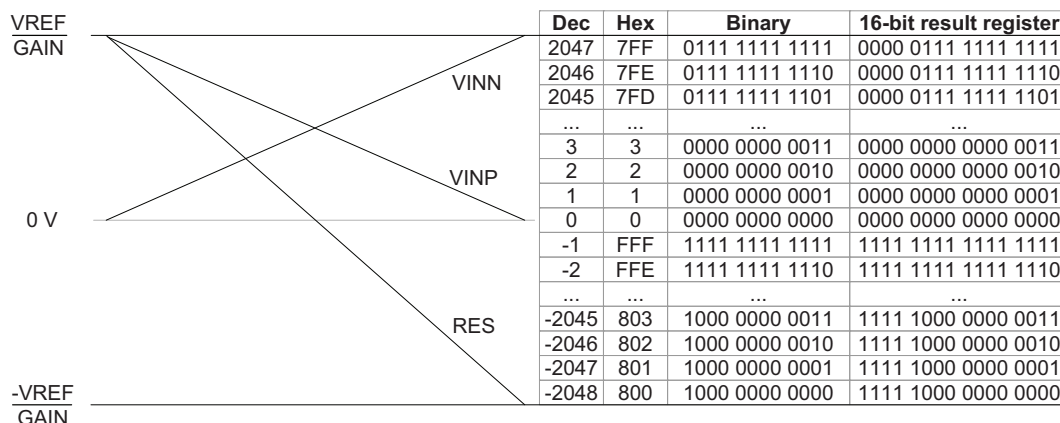 VREF
GAIN
VINN
VINP
0 V
RES
-VREF
GAIN
Dec Hex Binary 16-bit result register
2047 7FF 0111 1111 1111 0000 0111 1111 1111
2046 7FE 0111 1111 1110 0000 0111 1111 1110
2045 7FD 0111 1111 1101 0000 0111 1111 1101
... ... ... ...
3 3 0000 0000 0011 0000 0000 0000 0011
2 2 0000 0000 0010 0000 0000 0000 0010
1 1 0000 0000 0001 0000 0000 0000 0001
0 0 0000 0000 0000 0000 0000 0000 0000
-1 FFF 1111 1111 1111 1111 1111 1111 1111
-2 FFE 1111 1111 1110 1111 1111 1111 1110
... ... ... ...
-2045 803 1000 0000 0011 1111 1000 0000 0011
-2046 802 1000 0000 0010 1111 1000 0000 0010
-2047 801 1000 0000 0001 1111 1000 0000 0001
-2048 800 1000 0000 0000 1111 1000 0000 0000